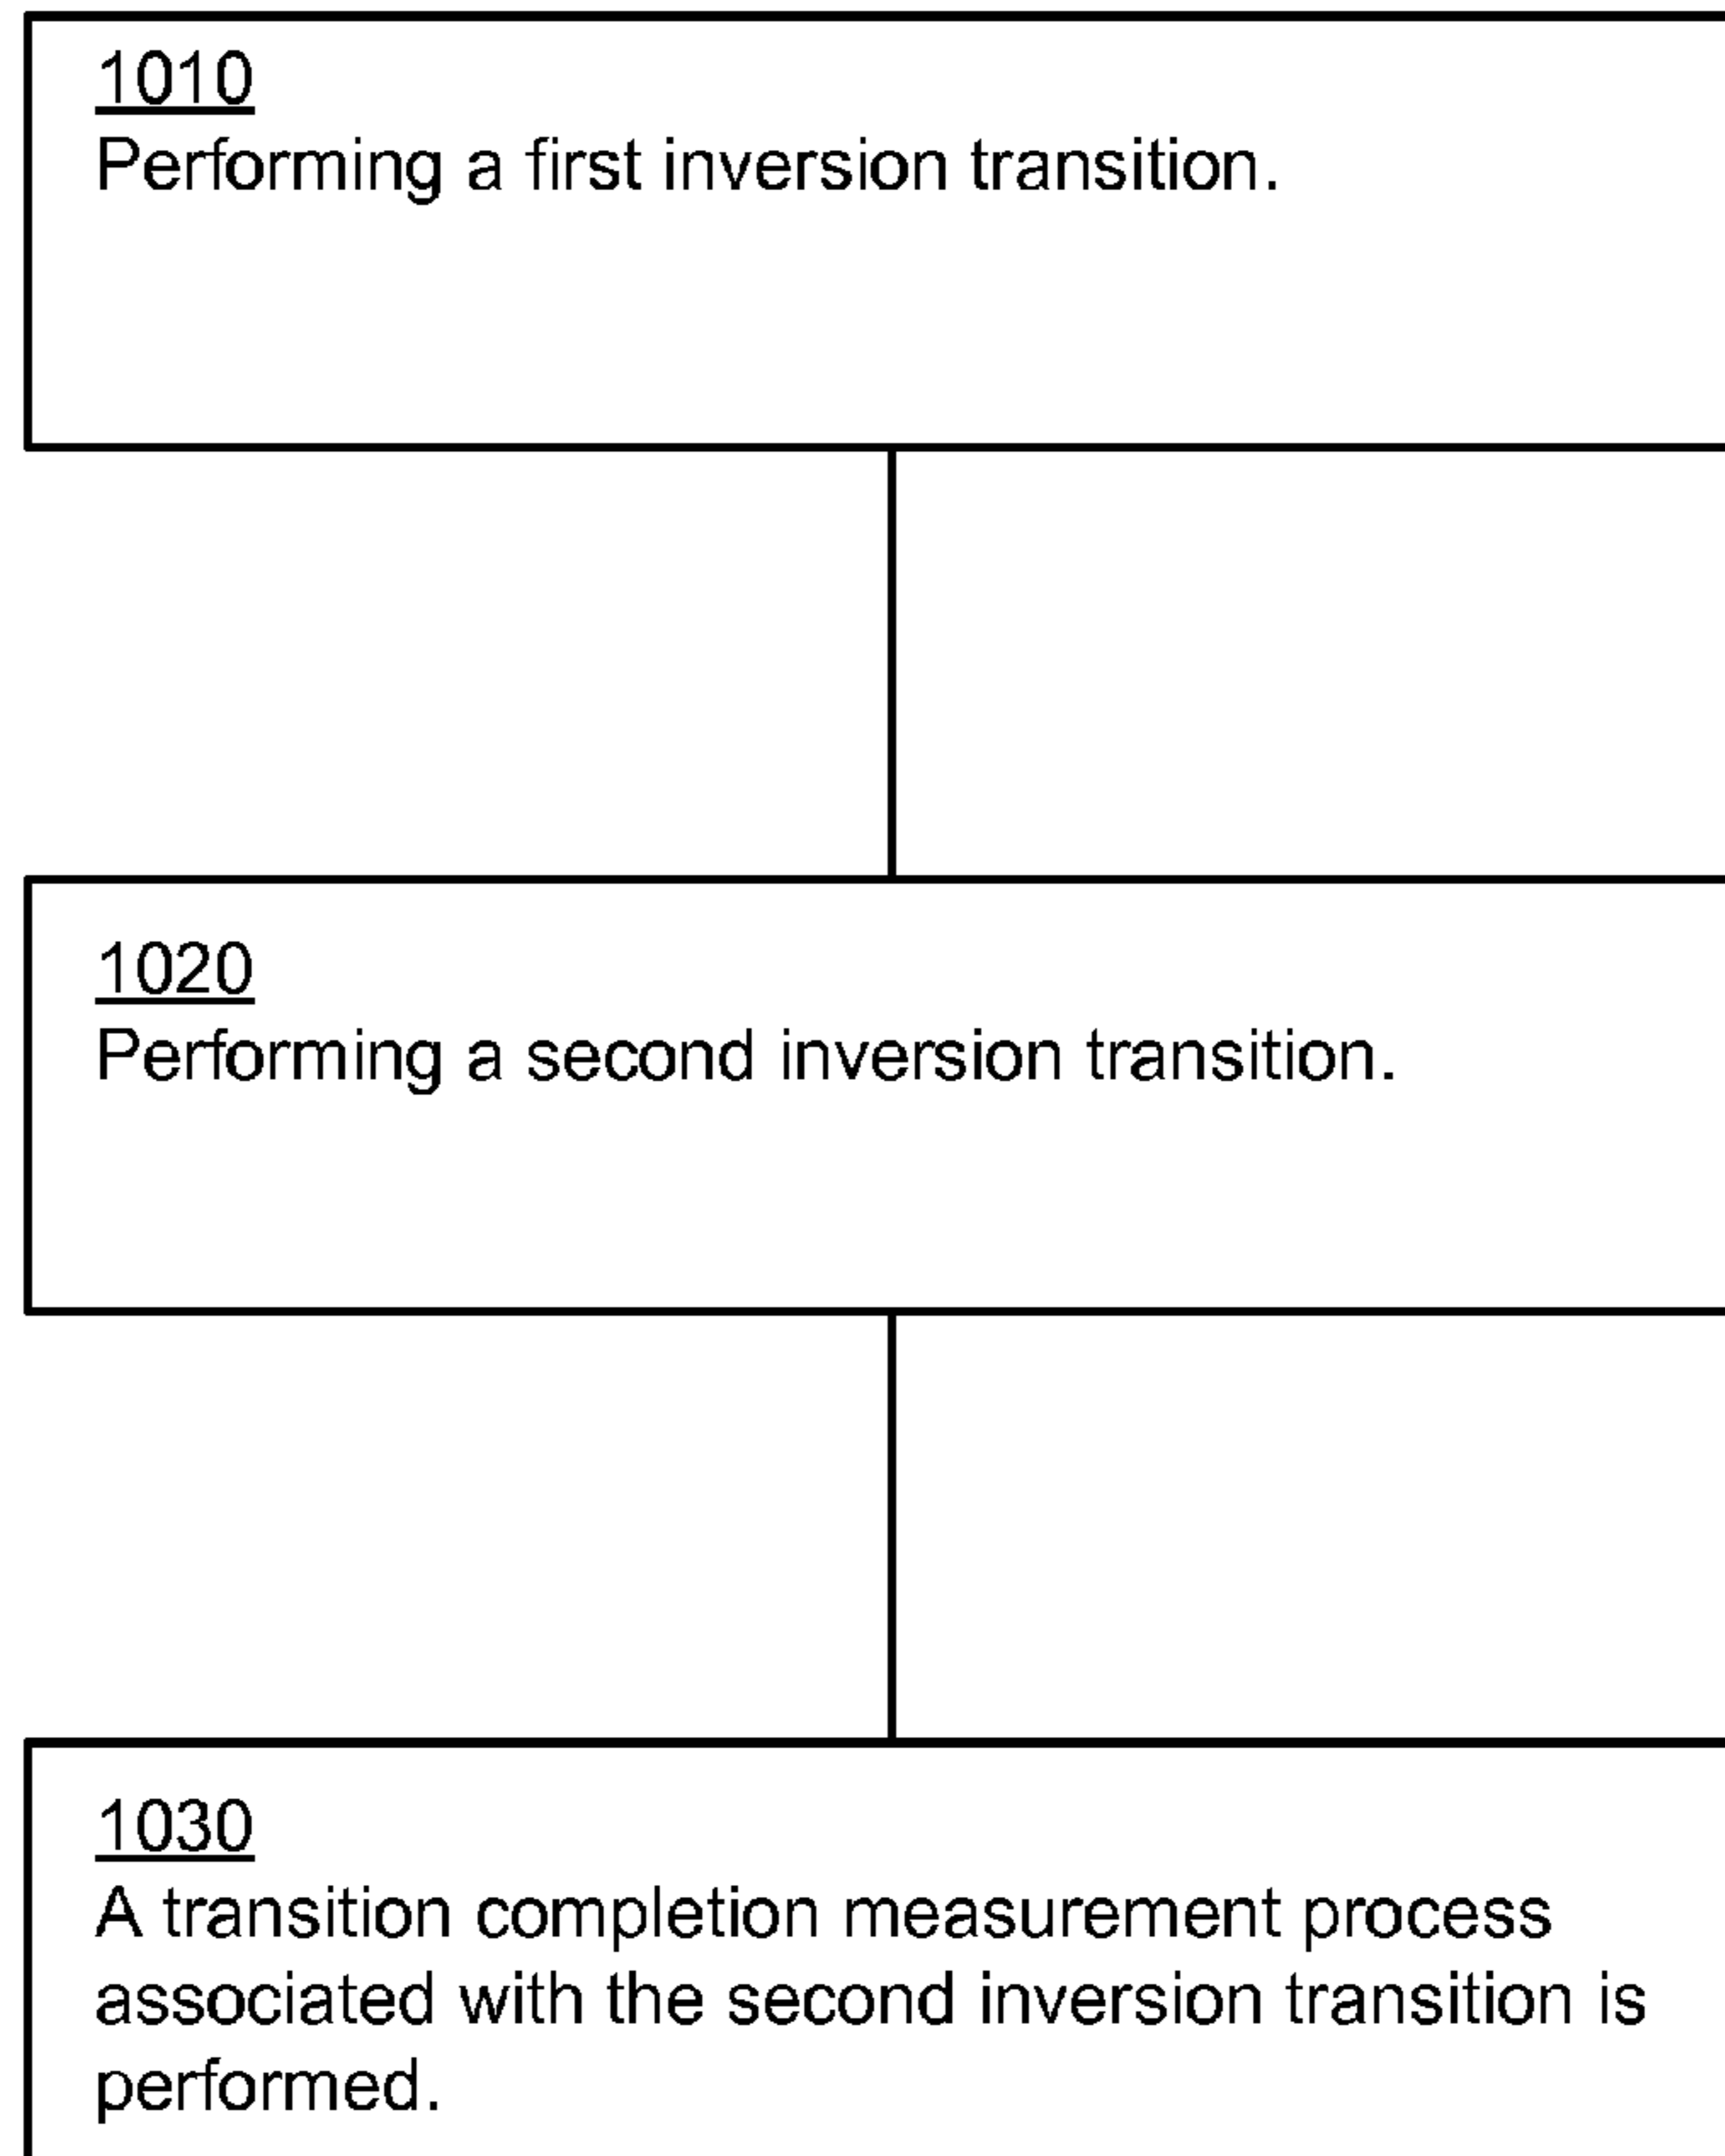 1010
Performing a first inversion transition.
1020
Performing a second inversion transition.
1030
A transition completion measurement process
associated with the second inversion transition is
performed.